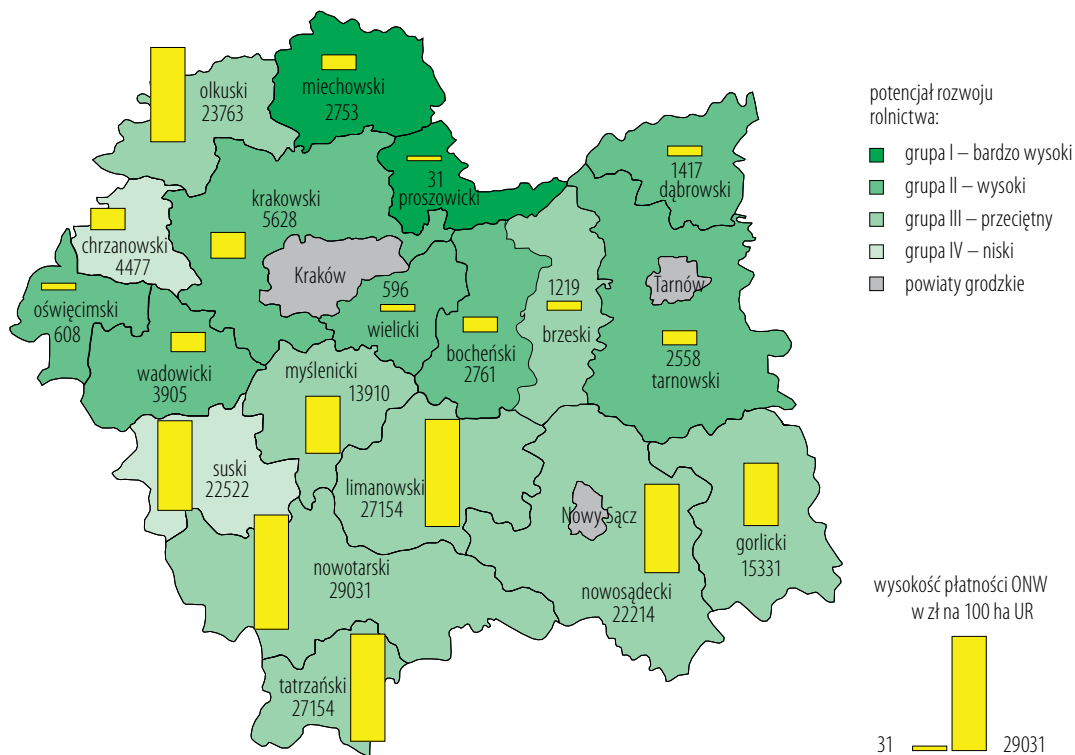 olkuski
23763
miechowski
2753
31
proszowicki
1417
dąbrowski
krakowski
5628
chrzanowski
4477
Kraków
Tarnów
oświęcimski
608
596
wielicki
1219
brzeski
bocheński
2761
2558
tarnowski
wadowicki
3905
myślenicki
13910
suski
22522
limanowski
27154
Nowy Sącz
gorlicki
15331
nowotarski
29031
nowosądecki
22214
tatrzański
27154
potencjał rozwoju
rolnictwa:
grupa I – bardzo wysoki
grupa II – wysoki
grupa III – przeciętny
grupa IV – niski
powiaty grodzkie
wysokość płatności ONW
w zł na 100 ha UR
31 29031